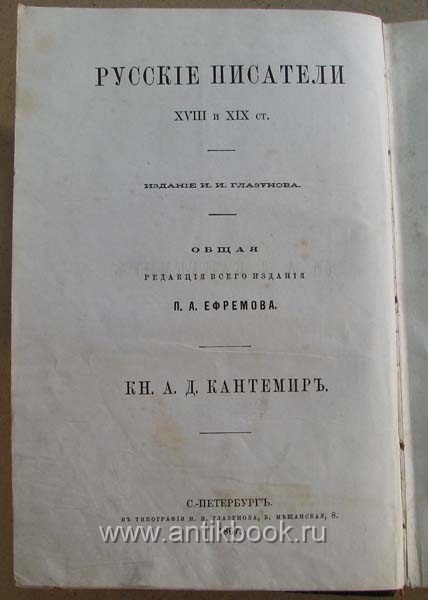 РУССКІЕ ПИСАТЕЛИ
XVIII и XIX ст.
ИЗДАНІЕ И. И. ГЛАЗУНОВА.
ОБЩАЯ
РЕДАКЦІЯ ВСЕГО ИЗДАНІЯ
П. А. ЕФРЕМОВА.
КН. А. Д. КАНТЕМИРЪ.
С.-ПЕТЕРБУРГЪ.
ВЪ ТИПОГРАФІИ И. И. ГЛАЗУНОВА, Б. МѢЩАНСКАЯ, 8.
www.antikbook.ru